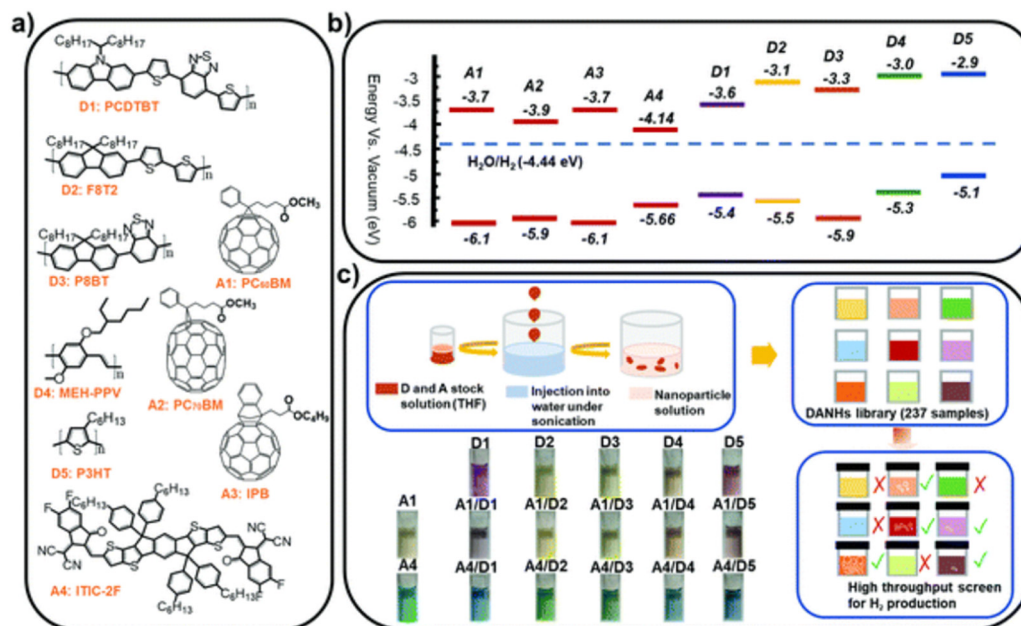 a)
C₈H₁₇ C₈H₁₇
N
N S N
S
S
n
D1: PCDTBT
C₈H₁₇ C₈H₁₇
S
S
n
D2: F8T2
C₈H₁₇ C₈H₁₇
N S N
n
D3: P8BT
O
O
n
D4: MEH-PPV
C₆H₁₃
S
n
D5: P3HT
OCH₃
O
A1: PC₆₀BM
OCH₃
O
A2: PC₇₀BM
OC₄H₉
O
A3: IPB
C₆H₁₃
C₆H₁₃
F
F
O
NC
CN
S
S
S
S
NC
CN
O
F
F
C₆H₁₃
C₆H₁₃
A4: ITIC-2F
b)
Energy Vs. Vacuum (eV)
-3
-3.5
-4
-4.5
-5
-5.5
-6
A1
-3.7
A2
-3.9
A3
-3.7
A4
-4.14
D1
-3.6
D2
-3.1
D3
-3.3
D4
-3.0
D5
-2.9
H₂O/H₂ (-4.44 eV)
-6.1
-5.9
-6.1
-5.66
-5.4
-5.5
-5.9
-5.3
-5.1
c)
D and A stock
solution (THF)
Injection into
water under
sonication
Nanoparticle
solution
DANHs library (237 samples)
D1 D2 D3 D4 D5
A1 A1/D1 A1/D2 A1/D3 A1/D4 A1/D5
A4 A4/D1 A4/D2 A4/D3 A4/D4 A4/D5
High throughput screen
for H₂ production